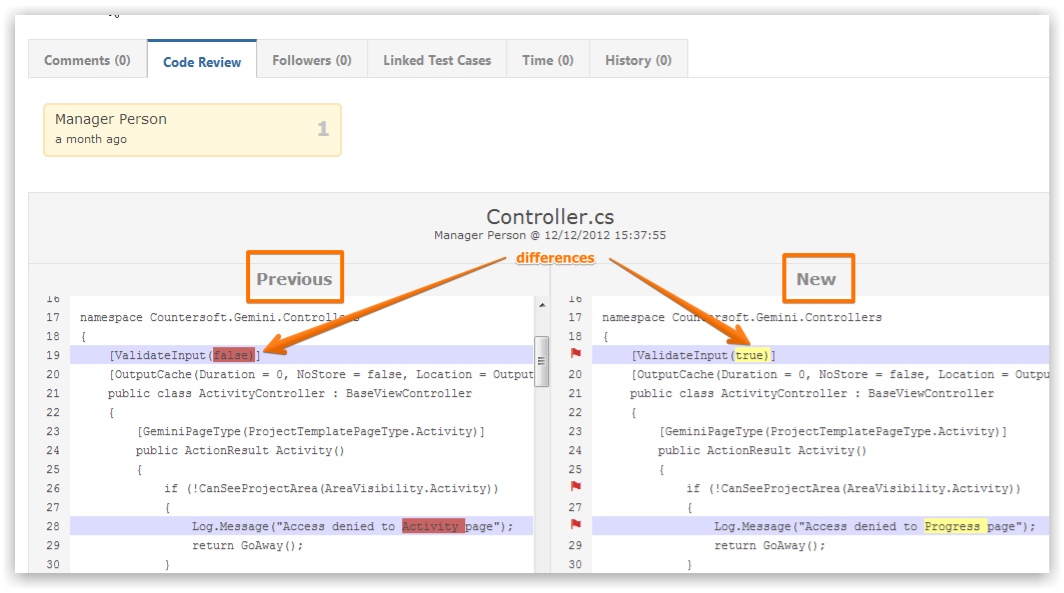 Comments (0) Code Review Followers (0) Linked Test Cases Time (0) History (0)
Manager Person 1
a month ago
Controller.cs
Manager Person @ 12/12/2012 15:37:55
differences
Previous
16
17 namespace Countersoft.Gemini.Controllers
18 {
19 [ValidateInput(false)]
20 [OutputCache(Duration = 0, NoStore = false, Location = Output
21 public class ActivityController : BaseViewController
22 {
23 [GeminiPageType(ProjectTemplatePageType.Activity)]
24 public ActionResult Activity()
25 {
26 if (!CanSeeProjectArea(AreaVisibility.Activity))
27 {
28 Log.Message("Access denied to Activity page");
29 return GoAway();
30 }
New
16
17 namespace Countersoft.Gemini.Controllers
18 {
[ValidateInput(true)]
20 [OutputCache(Duration = 0, NoStore = false, Location = Outpu
21 public class ActivityController : BaseViewController
22 {
23 [GeminiPageType(ProjectTemplatePageType.Activity)]
24 public ActionResult Activity()
25 {
if (!CanSeeProjectArea(AreaVisibility.Activity))
27 {
Log.Message("Access denied to Progress page");
29 return GoAway();
30 }